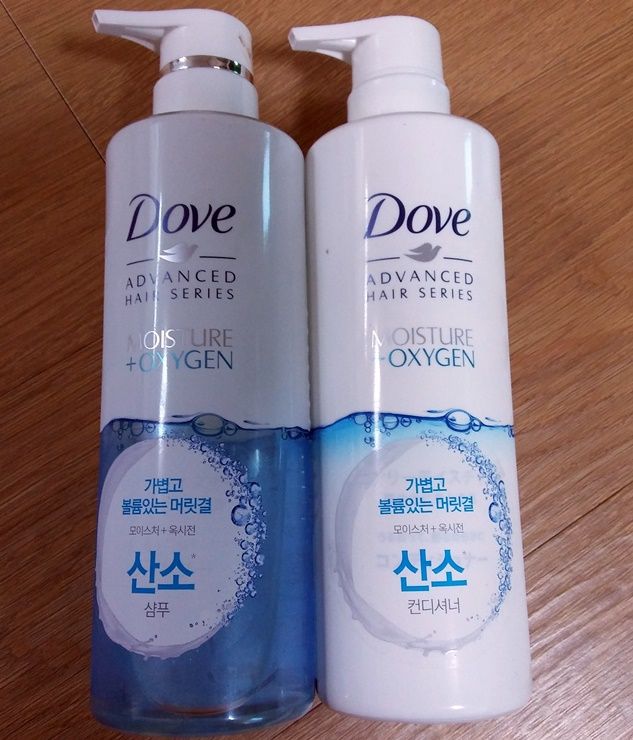 Dove
ADVANCED
HAIR SERIES
MOISTURE
+OXYGEN
가볍고
볼륨있는 머릿결
모이스처 + 옥시전
산소*
샴푸
Dove
ADVANCED
HAIR SERIES
MOISTURE
+OXYGEN
가볍고
볼륨있는 머릿결
모이스처 + 옥시전
산소*
컨디셔너